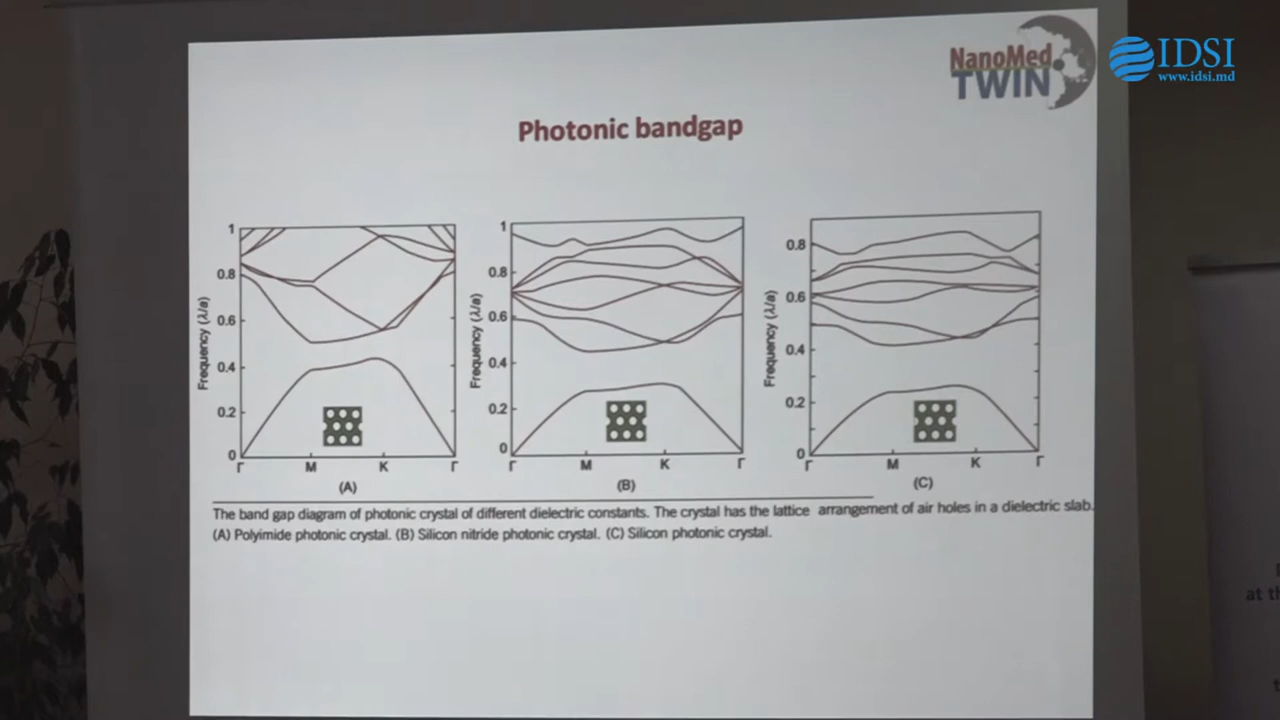 NanoMed
TWIN
IDSI
www.idsi.md
Photonic bandgap
1
0.8
0.6
0.4
0.2
0
Frequency (λ/a)
Γ M K Γ
(A)
1
0.8
0.6
0.4
0.2
0
Frequency (λ/a)
Γ M K Γ
(B)
0.8
0.6
0.4
0.2
0
Frequency (λ/a)
Γ M K Γ
(C)
The band gap diagram of photonic crystal of different dielectric constants. The crystal has the lattice arrangement of air holes in a dielectric slab.
(A) Polyimide photonic crystal. (B) Silicon nitride photonic crystal. (C) Silicon photonic crystal.
at